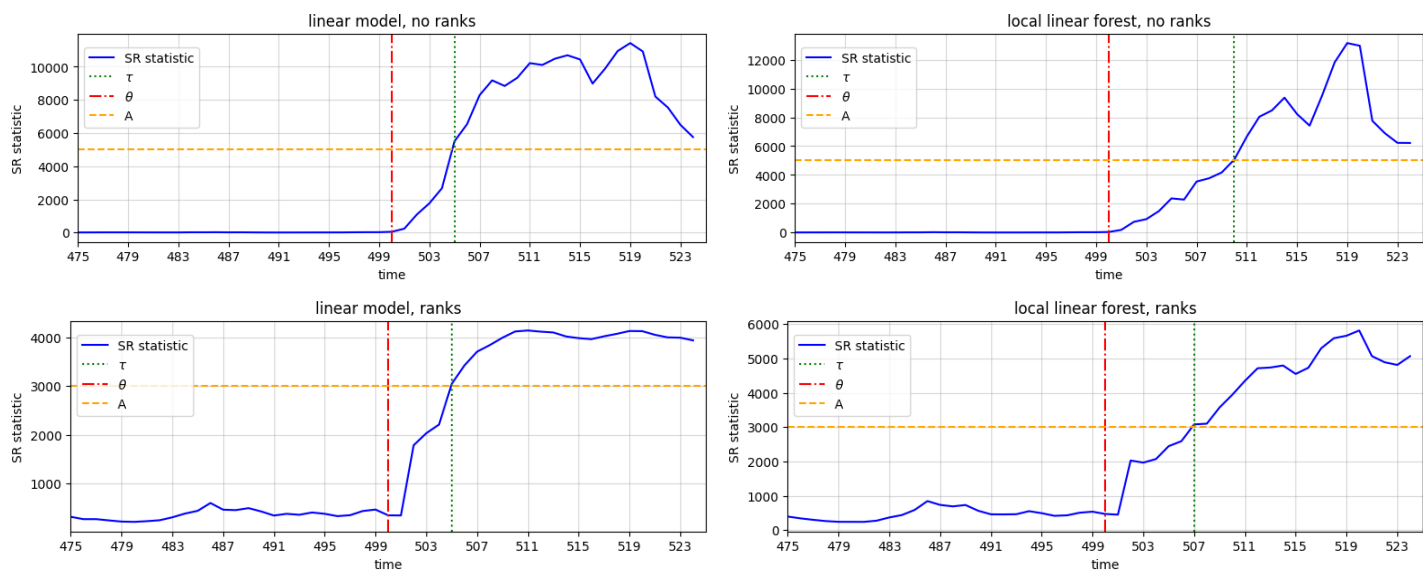 linear model, no ranks
SR statistic
10000
8000
6000
4000
2000
0
SR statistic
τ
θ
A
475 479 483 487 491 495 499 503 507 511 515 519 523
time
local linear forest, no ranks
SR statistic
12000
10000
8000
6000
4000
2000
0
SR statistic
τ
θ
A
475 479 483 487 491 495 499 503 507 511 515 519 523
time
linear model, ranks
SR statistic
4000
3000
2000
1000
SR statistic
τ
θ
A
475 479 483 487 491 495 499 503 507 511 515 519 523
time
local linear forest, ranks
SR statistic
6000
5000
4000
3000
2000
1000
0
SR statistic
τ
θ
A
475 479 483 487 491 495 499 503 507 511 515 519 523
time